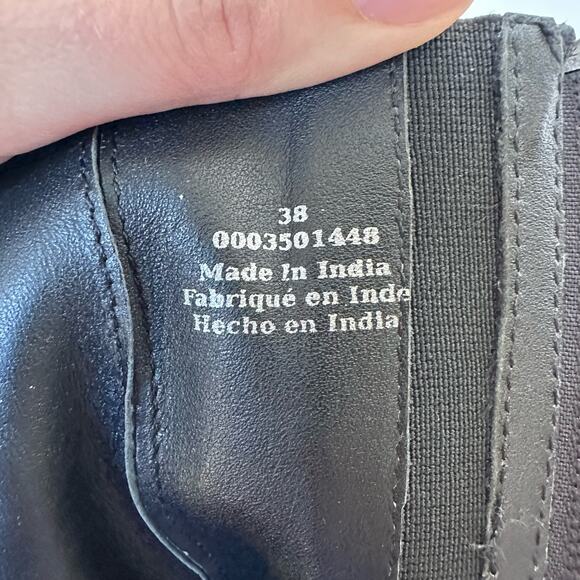 38
0003501448
Made In India
Fabriqué en Inde
Hecho en India